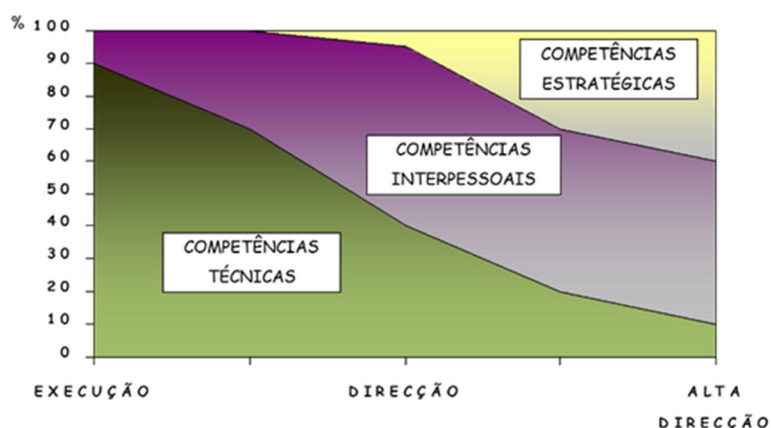 % 100
90
80
70
60
50
40
30
20
10
0
COMPETÊNCIAS
ESTRATÉGICAS
COMPETÊNCIAS
INTERPESSOAIS
COMPETÊNCIAS
TÉCNICAS
EXECUÇÃO
DIRECÇÃO
ALTA
DIRECÇÃO